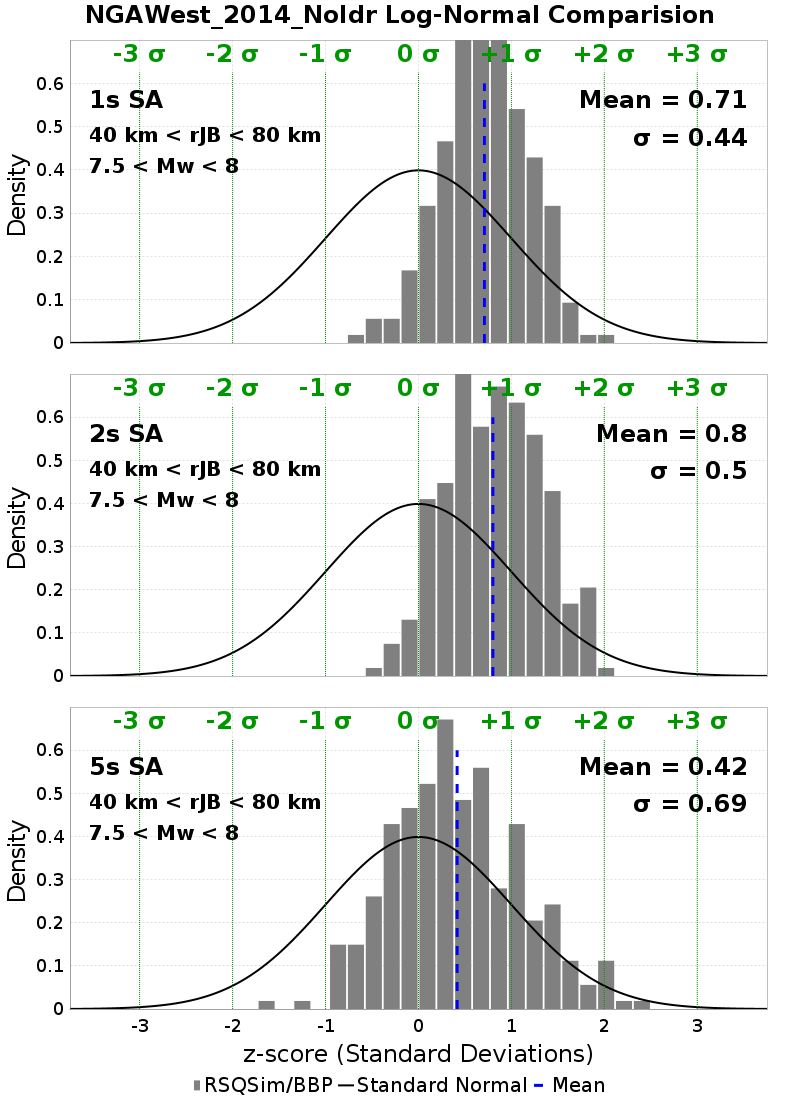 NGAWest_2014_NoIdr Log-Normal Comparision
-3 σ -2 σ -1 σ 0 σ +1 σ +2 σ +3 σ
1s SA
Mean = 0.71
40 km < rJB < 80 km
σ = 0.44
7.5 < Mw < 8
0.6
0.5
0.4
0.3
0.2
0.1
0
Density
-3 σ -2 σ -1 σ 0 σ +1 σ +2 σ +3 σ
2s SA
Mean = 0.8
40 km < rJB < 80 km
σ = 0.5
7.5 < Mw < 8
0.6
0.5
0.4
0.3
0.2
0.1
0
Density
-3 σ -2 σ -1 σ 0 σ +1 σ +2 σ +3 σ
5s SA
Mean = 0.42
40 km < rJB < 80 km
σ = 0.69
7.5 < Mw < 8
0.6
0.5
0.4
0.3
0.2
0.1
0
Density
-3 -2 -1 0 1 2 3
z-score (Standard Deviations)
RSQSim/BBP Standard Normal Mean